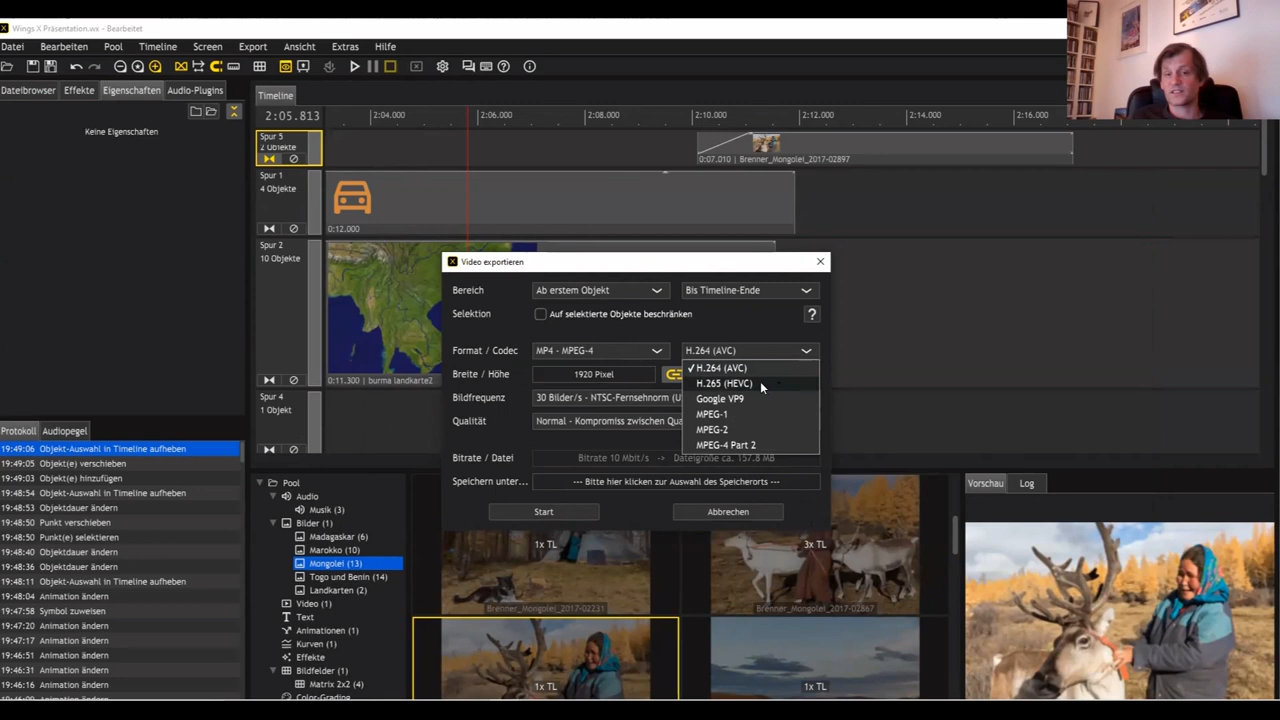 Wings X Präsentation.wx - Bearbeitet
Datei Bearbeiten Pool Timeline Screen Export Ansicht Extras Hilfe
Dateibrowser Effekte Eigenschaften Audio-Plugins
Keine Eigenschaften
Timeline
2:05.813
2:04.000 2:06.000 2:08.000 2:10.000 2:12.000 2:14.000 2:16.000
Spur 5
2 Objekte
0:07.010 | Brenner_Mongolei_2017-02897
Spur 1
4 Objekte
0:12.000
Spur 2
10 Objekte
0:11.300 | burma landkarte2
Spur 4
1 Objekt
Video exportieren
Bereich Ab erstem Objekt Bis Timeline-Ende
Selektion Auf selektierte Objekte beschränken ?
Format / Codec MP4 - MPEG-4 H.264 (AVC)
H.264 (AVC)
H.265 (HEVC)
Google VP9
MPEG-1
MPEG-2
MPEG-4 Part 2
Breite / Höhe 1920 Pixel
Bildfrequenz 30 Bilder/s - NTSC-Fernsehnorm (U
Qualität Normal - Kompromiss zwischen Qua
Bitrate / Datei Bitrate 10 Mbit/s -> Dateigröße ca. 157.8 MB
Speichern unter... --- Bitte hier klicken zur Auswahl des Speicherorts ---
Start Abbrechen
Protokoll Audiopegel
19:49:06 Objekt-Auswahl in Timeline aufheben
19:49:05 Objekt(e) verschieben
19:49:03 Objekt(e) hinzufügen
19:48:54 Objekt-Auswahl in Timeline aufheben
19:48:53 Objektdauer ändern
19:48:50 Punkt verschieben
19:48:50 Punkt(e) selektieren
19:48:40 Objektdauer ändern
19:48:36 Objektdauer ändern
19:48:11 Objekt-Auswahl in Timeline aufheben
19:48:04 Animation ändern
19:47:58 Symbol zuweisen
19:47:20 Animation ändern
19:46:53 Animation ändern
19:46:51 Animation ändern
19:46:16 Animation ändern
19:46:15 Animation ändern
19:45:59 Animation ändern
Pool
Audio
Musik (3)
Bilder (1)
Madagaskar (6)
Marokko (10)
Mongolei (13)
Togo und Benin (14)
Landkarten (2)
Video (1)
Text
Animationen (1)
Kurven (1)
Effekte
Bildfelder (1)
Matrix 2x2 (4)
Color-Grading
1x TL
Brenner_Mongolei_2017-02231
3x TL
Brenner_Mongolei_2017-02867
1x TL
1x TL
Vorschau Log